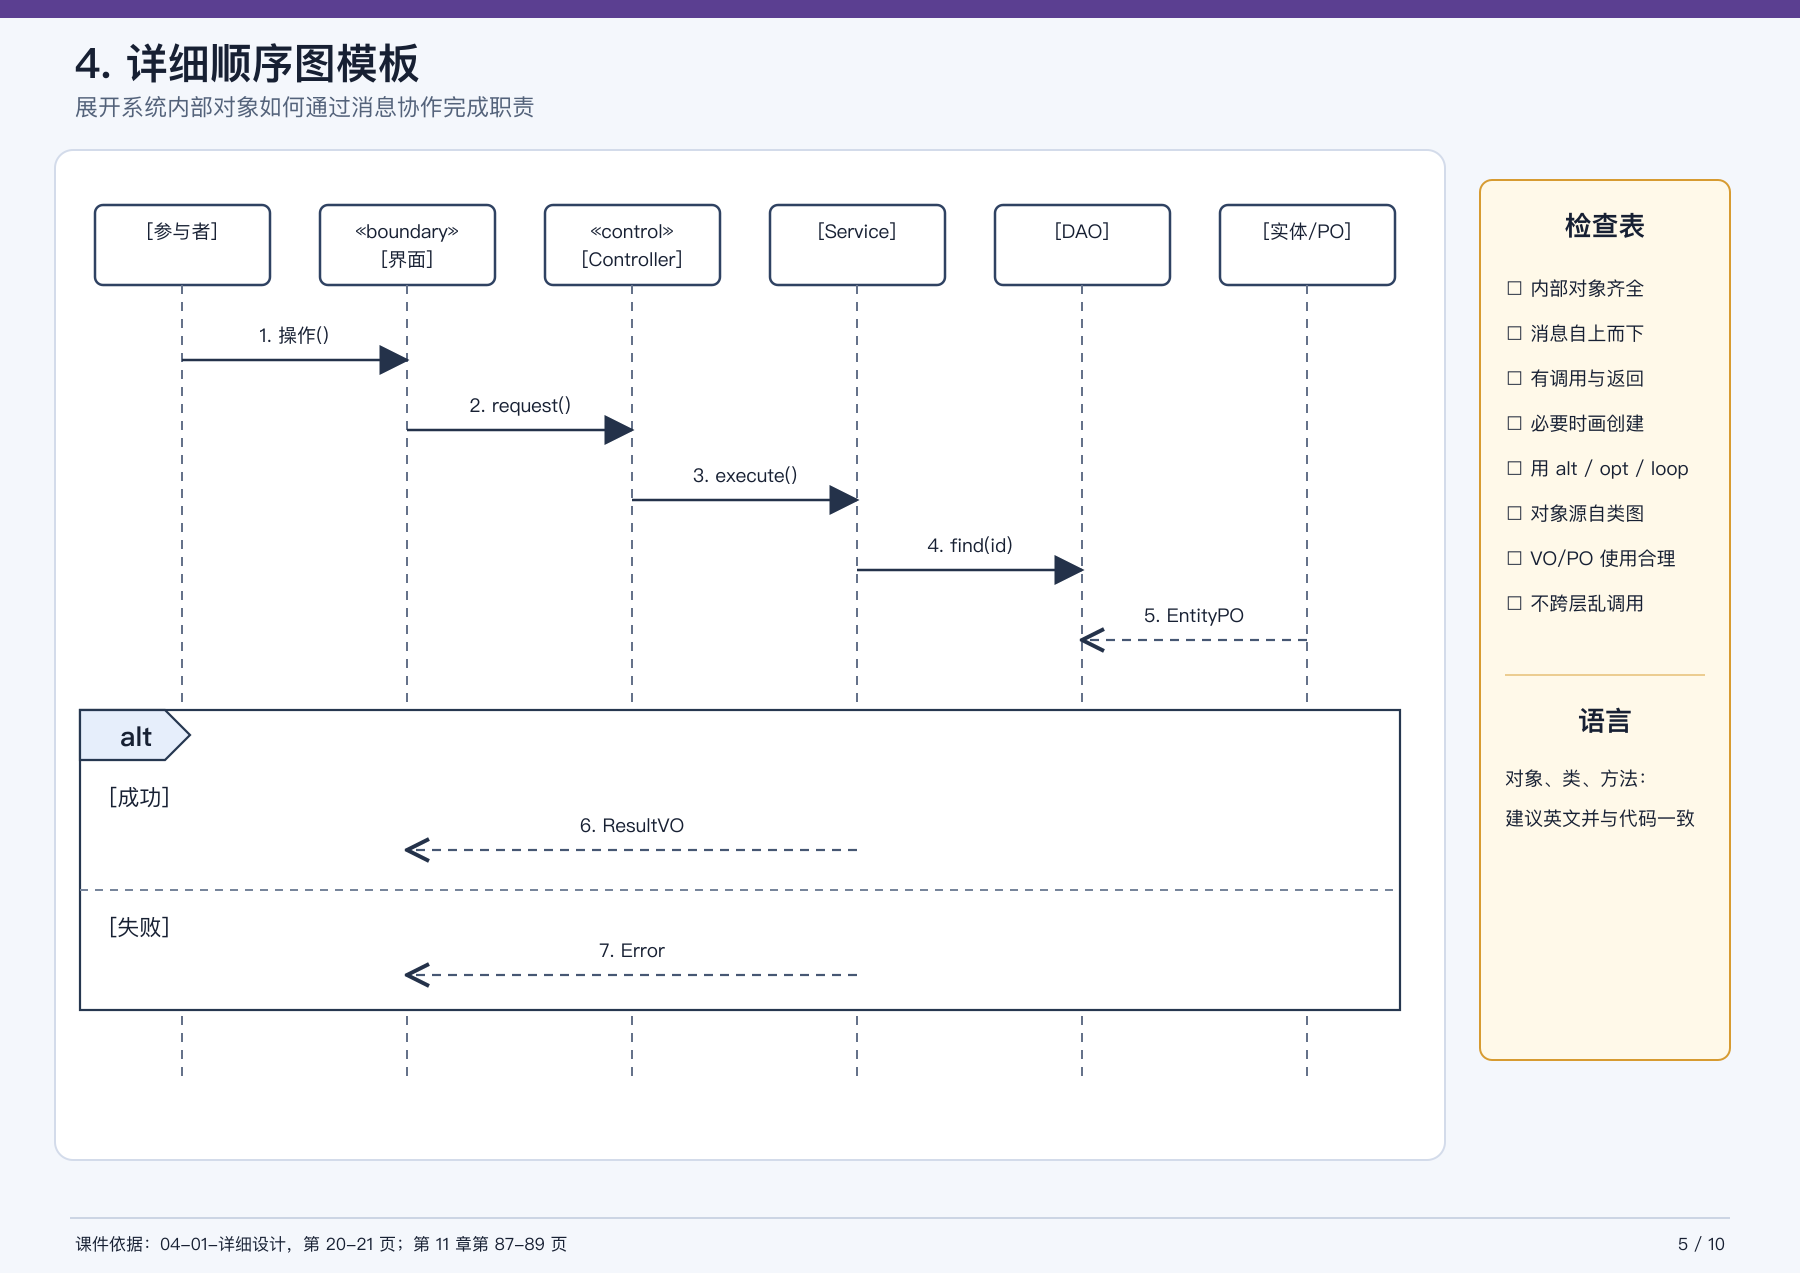 4. 详细顺序图模板
展开系统内部对象如何通过消息协作完成职责
[参与者]
«boundary»
[界面]
«control»
[Controller]
[Service]
[DAO]
[实体/PO]
1. 操作()
2. request()
3. execute()
4. find(id)
5. EntityPO
alt
[成功]
6. ResultVO
[失败]
7. Error
检查表
☐ 内部对象齐全
☐ 消息自上而下
☐ 有调用与返回
☐ 必要时画创建
☐ 用 alt / opt / loop
☐ 对象源自类图
☐ VO/PO 使用合理
☐ 不跨层乱调用
语言
对象、类、方法：
建议英文并与代码一致
课件依据：04-01-详细设计，第 20-21 页；第 11 章第 87-89 页
5 / 10